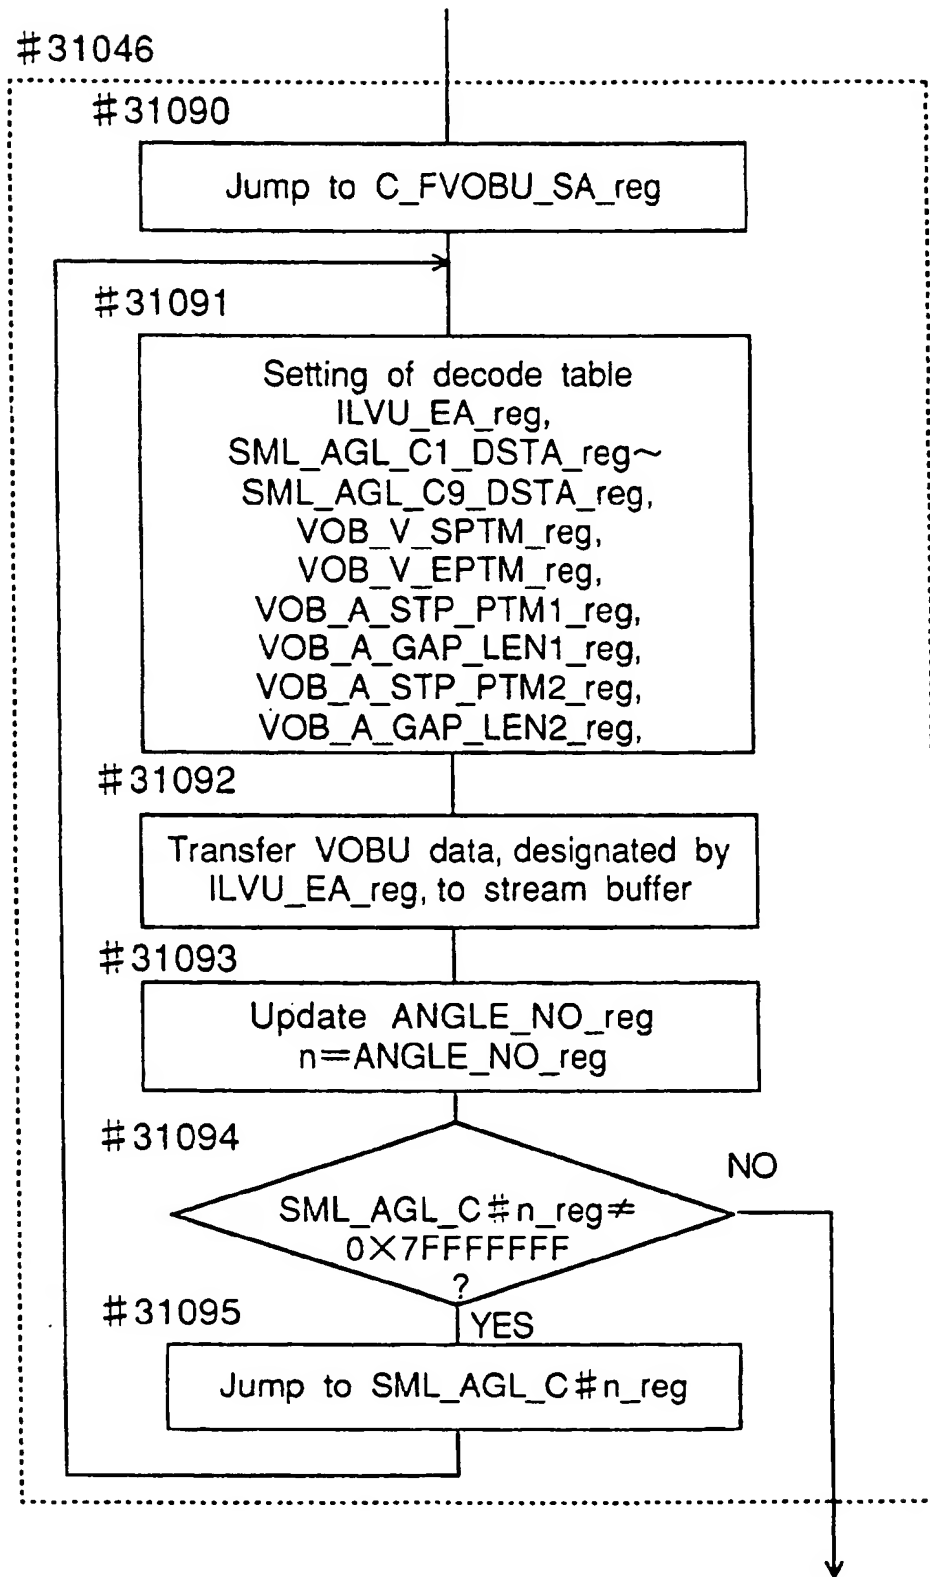 #31046
#31090
Jump to C_FVOBU_SA_reg
#31091
Setting of decode table
ILVU_EA_reg,
SML_AGL_C1_DSTA_reg~
SML_AGL_C9_DSTA_reg,
VOB_V_SPTM_reg,
VOB_V_EPTM_reg,
VOB_A_STP_PTM1_reg,
VOB_A_GAP_LEN1_reg,
VOB_A_STP_PTM2_reg,
VOB_A_GAP_LEN2_reg,
#31092
Transfer VOBU data, designated by
ILVU_EA_reg, to stream buffer
#31093
Update ANGLE_NO_reg
n=ANGLE_NO_reg
#31094
NO
SML_AGL_C#n_reg≠
0X7FFFFFFF
?
#31095
YES
Jump to SML_AGL_C#n_reg